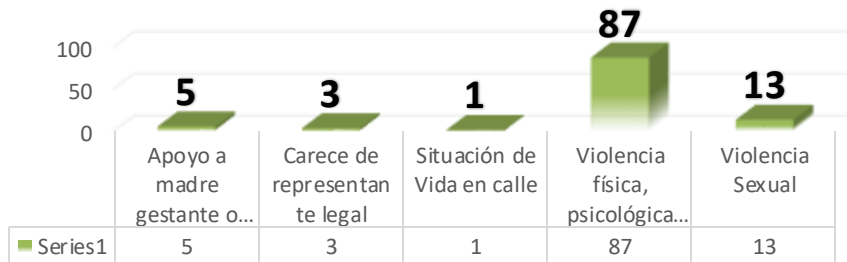 87
100
50
0
5
3
1
13
Apoyo a
madre
gestante o...
Carece de
representan
te legal
Situación de
Vida en calle
Violencia
física,
psicológica...
Violencia
Sexual
Series1 5 3 1 87 13